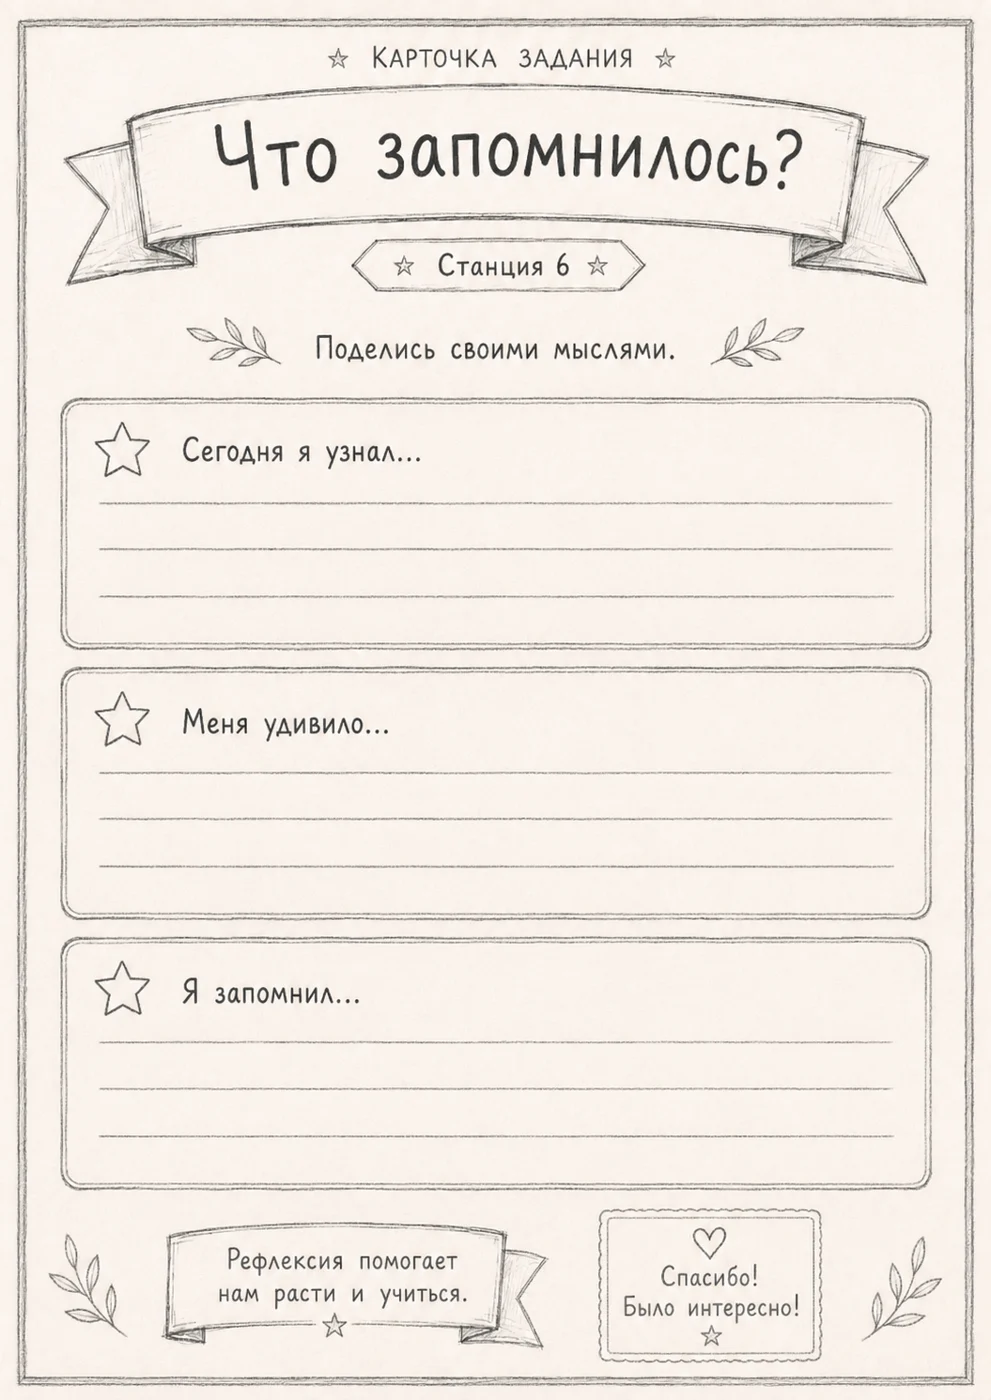 Карточка задания
Что запомнилось?
Станция 6
Поделись своими мыслями.
Сегодня я узнал...
Меня удивило...
Я запомнил...
Рефлексия помогает
нам расти и учиться.
Спасибо!
Было интересно!